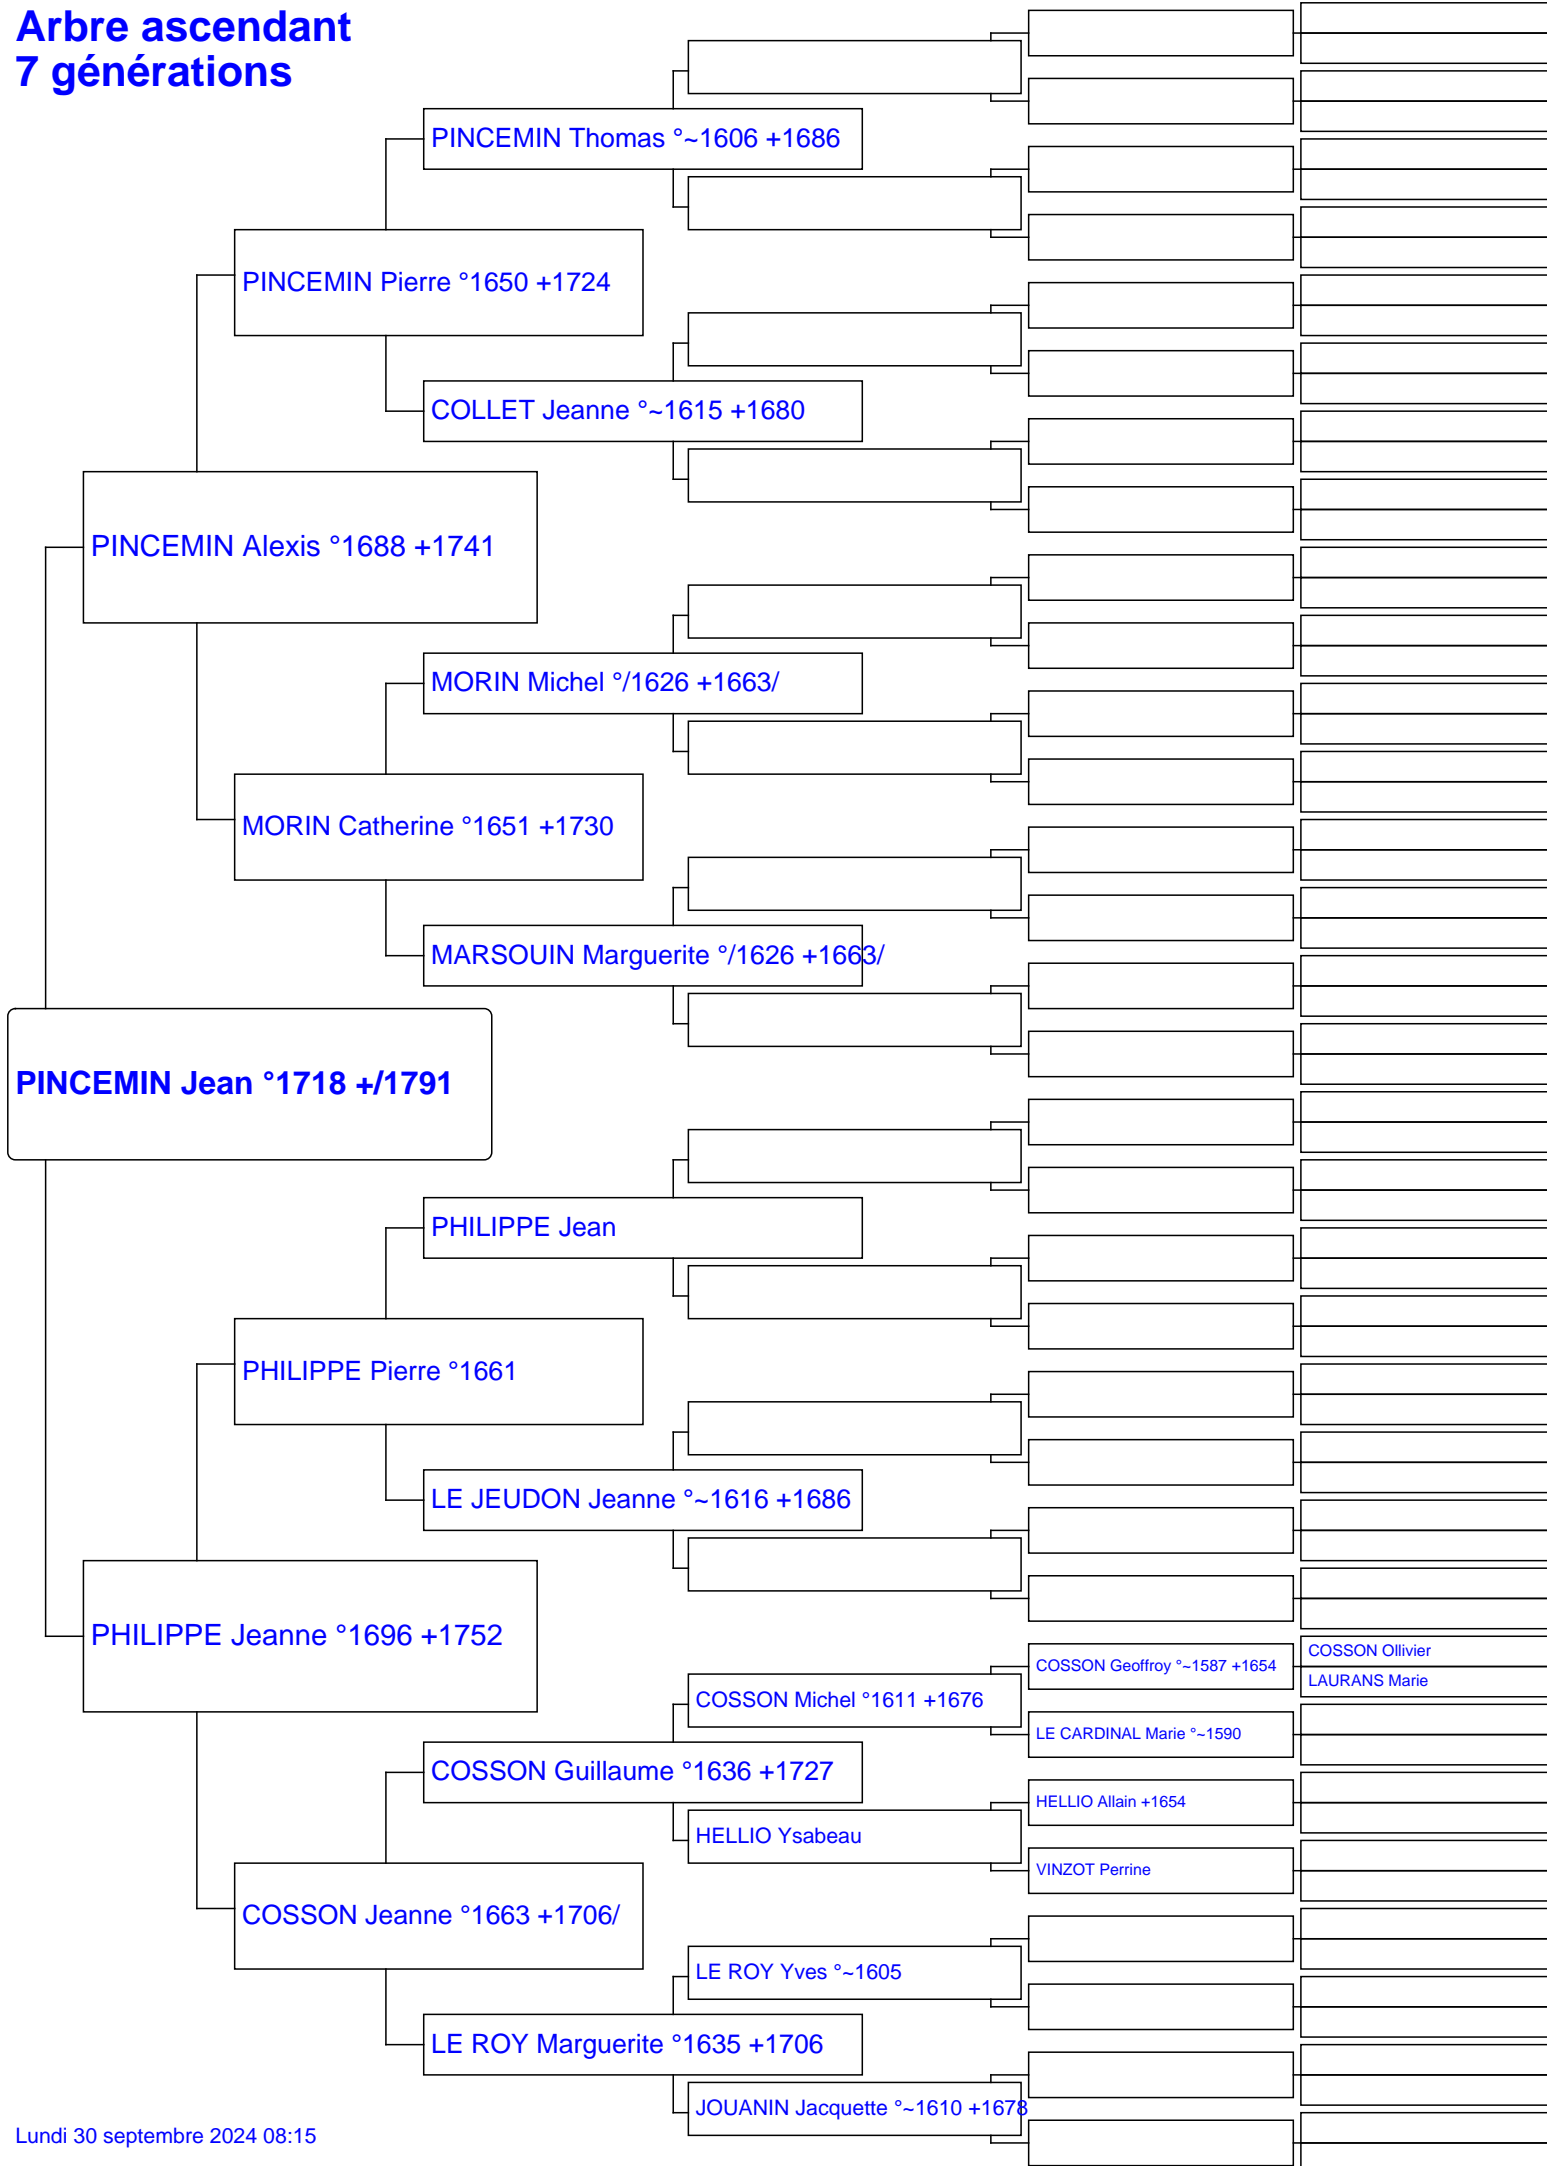 Arbre ascendant
7 générations
PINCEMIN Thomas °~1606 +1686
PINCEMIN Pierre °1650 +1724
COLLET Jeanne °~1615 +1680
PINCEMIN Alexis °1688 +1741
MORIN Michel °/1626 +1663/
MORIN Catherine °1651 +1730
MARSOUIN Marguerite °/1626 +1663/
PINCEMIN Jean °1718 +/1791
PHILIPPE Jean
PHILIPPE Pierre °1661
LE JEUDON Jeanne °~1616 +1686
PHILIPPE Jeanne °1696 +1752
COSSON Ollivier
COSSON Geoffroy °~1587 +1654
LAURANS Marie
COSSON Michel °1611 +1676
LE CARDINAL Marie °~1590
COSSON Guillaume °1636 +1727
HELLIO Allain +1654
HELLIO Ysabeau
VINZOT Perrine
COSSON Jeanne °1663 +1706/
LE ROY Yves °~1605
LE ROY Marguerite °1635 +1706
JOUANIN Jacquette °~1610 +1678
Lundi 30 septembre 2024 08:15